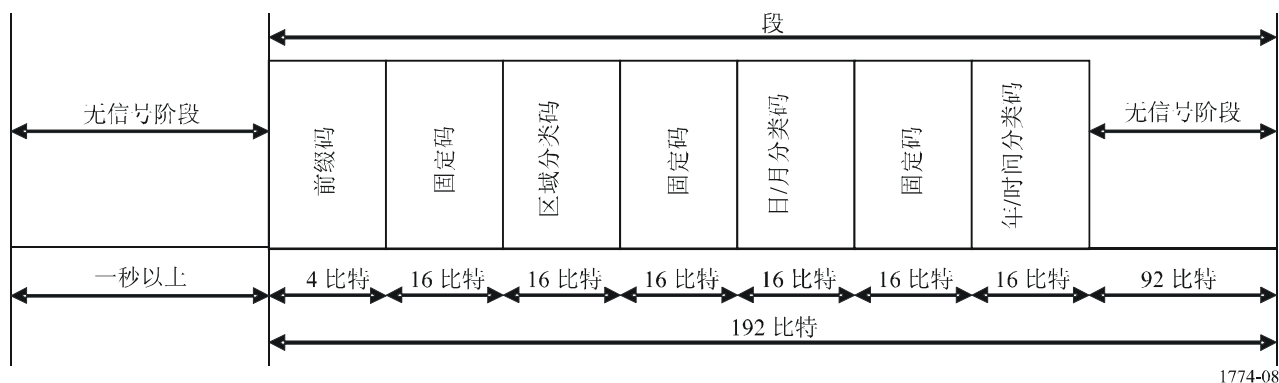 段
无信号阶段
前缀码
固定码
区域分类码
固定码
日/月分类码
固定码
年/时间分类码
无信号阶段
一秒以上
4 比特
16 比特
16 比特
16 比特
16 比特
16 比特
16 比特
92 比特
192 比特
1774-08